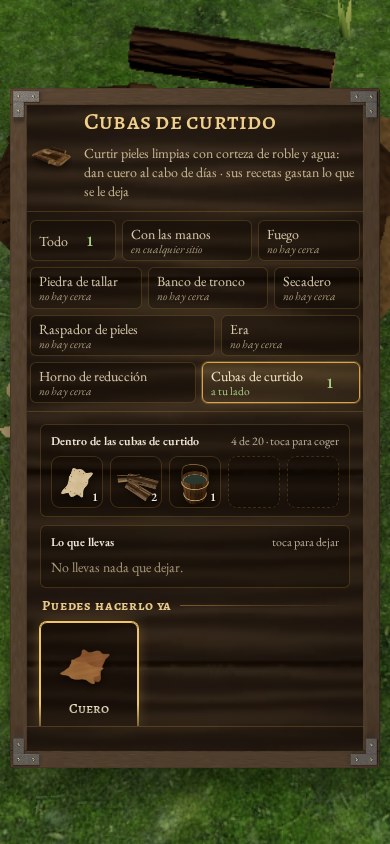 Cubas de curtido
Curtir pieles limpias con corteza de roble y agua:
dan cuero al cabo de días · sus recetas gastan lo que
se le deja
Todo 1
Con las manos
en cualquier sitio
Fuego
no hay cerca
Piedra de tallar
no hay cerca
Banco de tronco
no hay cerca
Secadero
no hay cerca
Raspador de pieles
no hay cerca
Era
no hay cerca
Horno de reducción
no hay cerca
Cubas de curtido 1
a tu lado
Dentro de las cubas de curtido 4 de 20 · toca para coger
1 2 1
Lo que llevas toca para dejar
No llevas nada que dejar.
Puedes hacerlo ya
Cuero